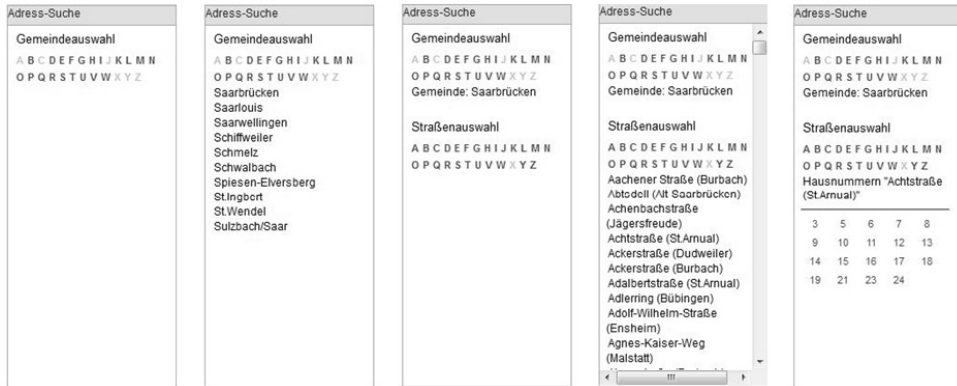 Adress-Suche
Gemeindeauswahl
A B C D E F G H I J K L M N
O P Q R S T U V W X Y Z
Adress-Suche
Gemeindeauswahl
A B C D E F G H I J K L M N
O P Q R S T U V W X Y Z
Saarbrücken
Saarlouis
Saarwellingen
Schiffweiler
Schmelz
Schwalbach
Spiesen-Elversberg
St.Ingbert
St.Wendel
Sulzbach/Saar
Adress-Suche
Gemeindeauswahl
A B C D E F G H I J K L M N
O P Q R S T U V W X Y Z
Gemeinde: Saarbrücken
Straßenauswahl
A B C D E F G H I J K L M N
O P Q R S T U V W X Y Z
Adress-Suche
Gemeindeauswahl
A B C D E F G H I J K L M N
O P Q R S T U V W X Y Z
Gemeinde: Saarbrücken
Straßenauswahl
A B C D E F G H I J K L M N
O P Q R S T U V W X Y Z
Aachener Straße (Burbach)
Abtsdell (Alt Saarbrücken)
Achenbachstraße
(Jägersfreude)
Achtstraße (St.Arnual)
Ackerstraße (Dudweiler)
Ackerstraße (Burbach)
Adalbertstraße (St.Arnual)
Adlerring (Bübingen)
Adolf-Wilhelm-Straße
(Ensheim)
Agnes-Kaiser-Weg
(Malstatt)
Adress-Suche
Gemeindeauswahl
A B C D E F G H I J K L M N
O P Q R S T U V W X Y Z
Gemeinde: Saarbrücken
Straßenauswahl
A B C D E F G H I J K L M N
O P Q R S T U V W X Y Z
Hausnummern "Achtstraße
(St.Arnual)"
3 5 6 7 8
9 10 11 12 13
14 15 16 17 18
19 21 23 24